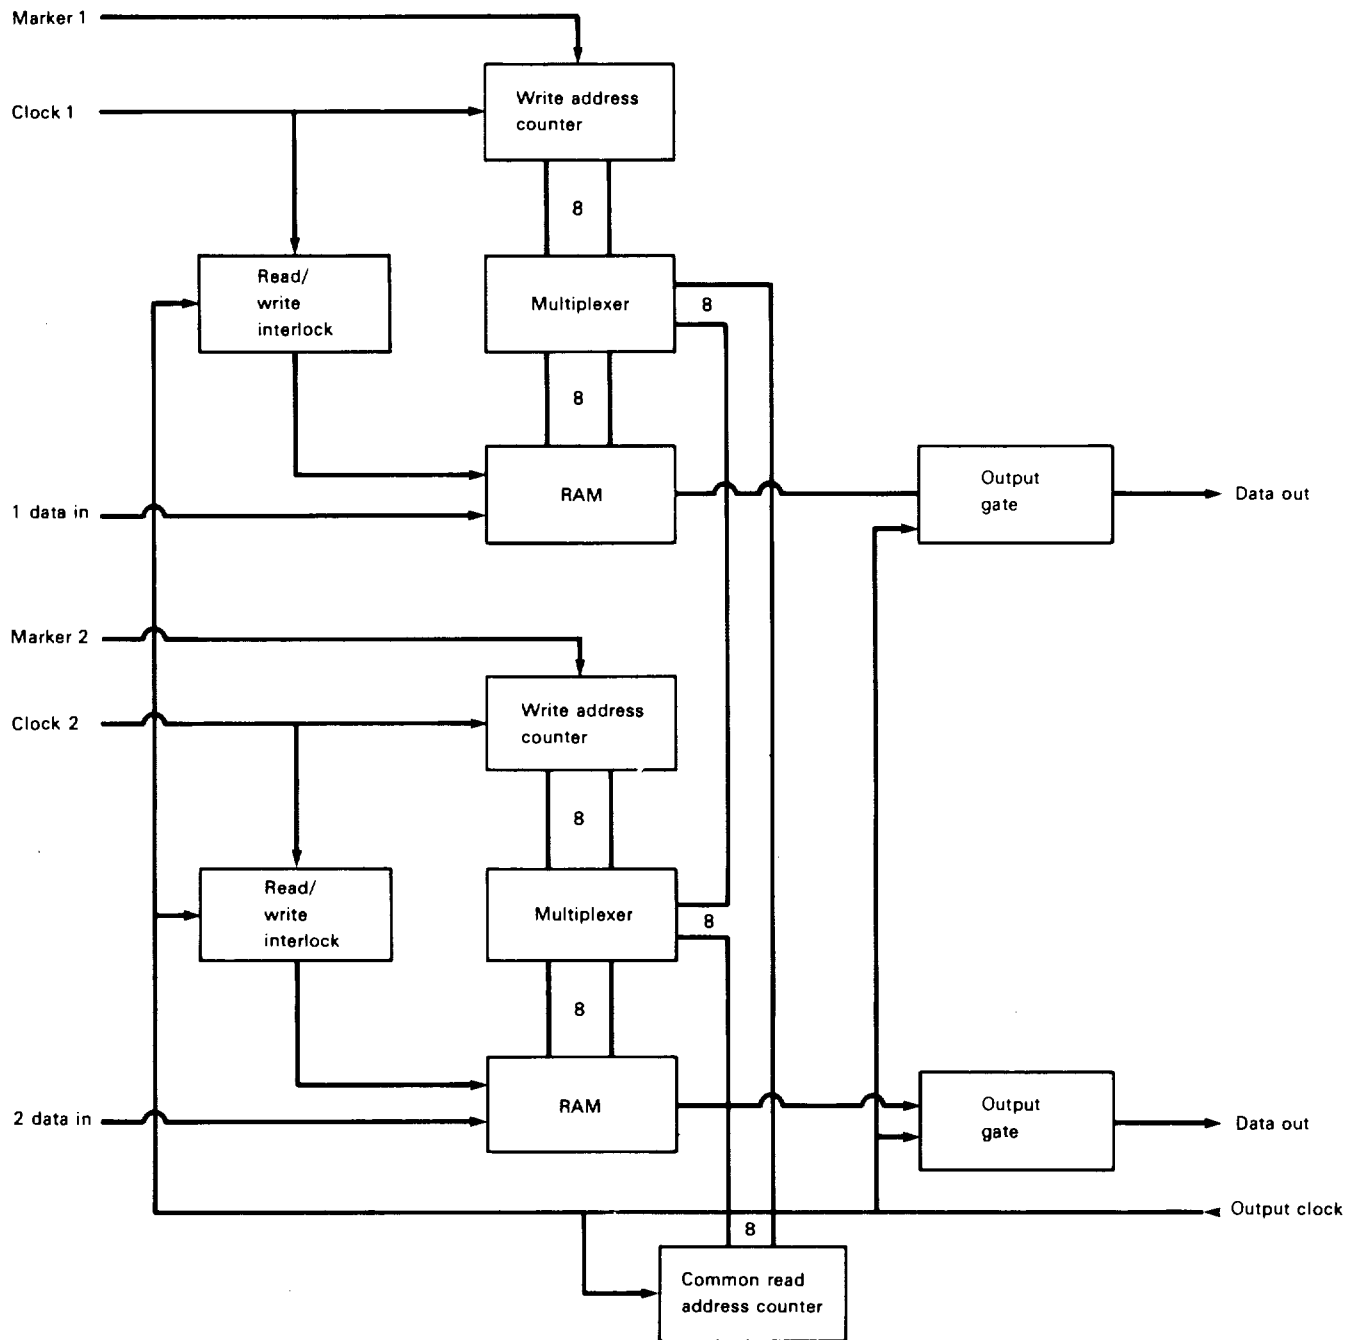 Marker 1
Clock 1
Write address
counter
8
Read/
write
interlock
Multiplexer
8
8
RAM
1 data in
Output
gate
Data out
Marker 2
Clock 2
Write address
counter
8
Read/
write
interlock
Multiplexer
8
8
RAM
2 data in
Output
gate
Data out
Output clock
8
Common read
address counter